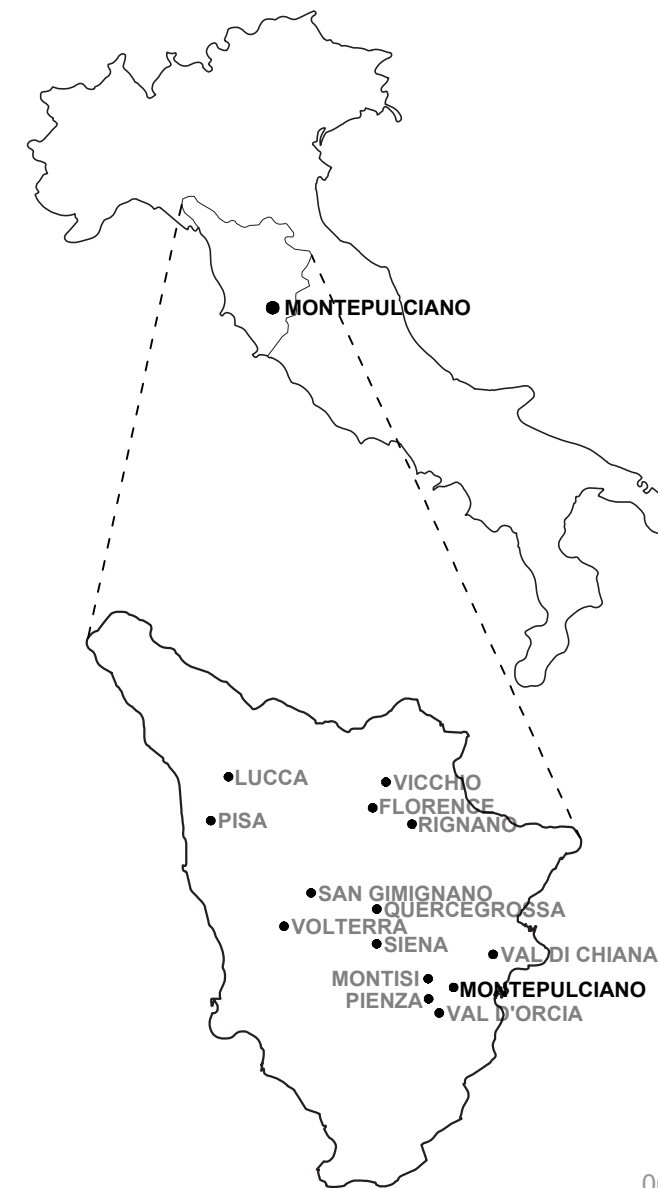 MONTEPULCIANO
LUCCA
VICCHIO
FLORENCE
PISA
RIGNANO
SAN GIMIGNANO
QUERCEGROSSA
VOLTERRA
SIENA
VAL DI CHIANA
MONTISI
MONTEPULCIANO
PIENZA
VAL D'ORCIA